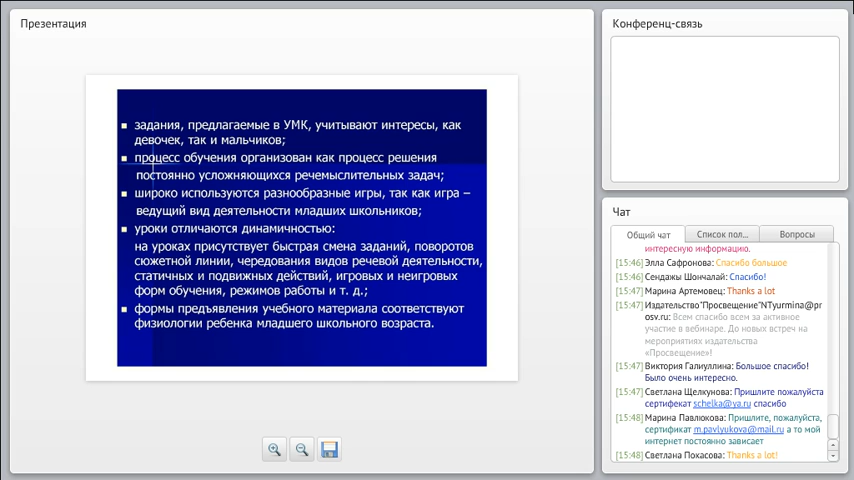 Презентация
задания, предлагаемые в УМК, учитывают интересы, как
девочек, так и мальчиков;
процесс обучения организован как процесс решения
постоянно усложняющихся речемыслительных задач;
широко используются разнообразные игры, так как игра –
ведущий вид деятельности младших школьников;
уроки отличаются динамичностью:
на уроках присутствует быстрая смена заданий, поворотов
сюжетной линии, чередования видов речевой деятельности,
статичных и подвижных действий, игровых и неигровых
форм обучения, режимов работы и т. д.;
формы предъявления учебного материала соответствуют
физиологии ребенка младшего школьного возраста.
Конференц-связь
Чат
Общий чат
Список пол...
Вопросы
интересную информацию.
[15:46] Элла Сафронова: Спасибо большое
[15:46] Сендажы Шончалай: Спасибо!
[15:47] Марина Артемовец: Thanks a lot
[15:47] Издательство"Просвещение"NTyurmina@pr
osv.ru: Всем спасибо всем за активное
участие в вебинаре. До новых встреч на
мероприятиях издательства
«Просвещение»!
[15:47] Виктория Галиуллина: Большое спасибо!
Было очень интересно.
[15:47] Светлана Щелкунова: Пришлите пожалуйста
сертифекат schelka@ya.ru спасибо
[15:48] Марина Павлюкова: Пришлите, пожалуйста,
сертификат m.pavlyukova@mail.ru а то мой
интернет постоянно зависает
[15:48] Светлана Покасова: Thanks a lot!